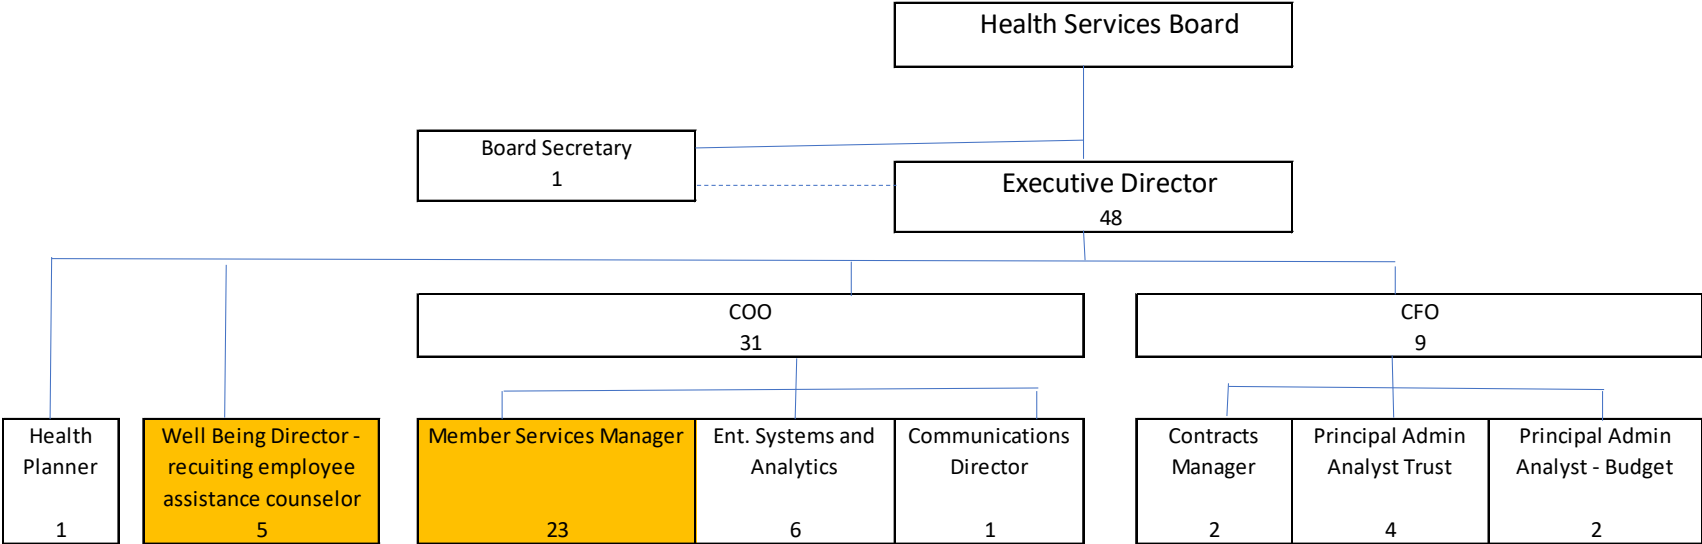 Health Services Board
Board Secretary
1
Executive Director
48
COO
31
CFO
9
Health
Planner
1
Well Being Director -
recuiting employee
assistance counselor
5
Member Services Manager
23
Ent. Systems and
Analytics
6
Communications
Director
1
Contracts
Manager
2
Principal Admin
Analyst Trust
4
Principal Admin
Analyst - Budget
2